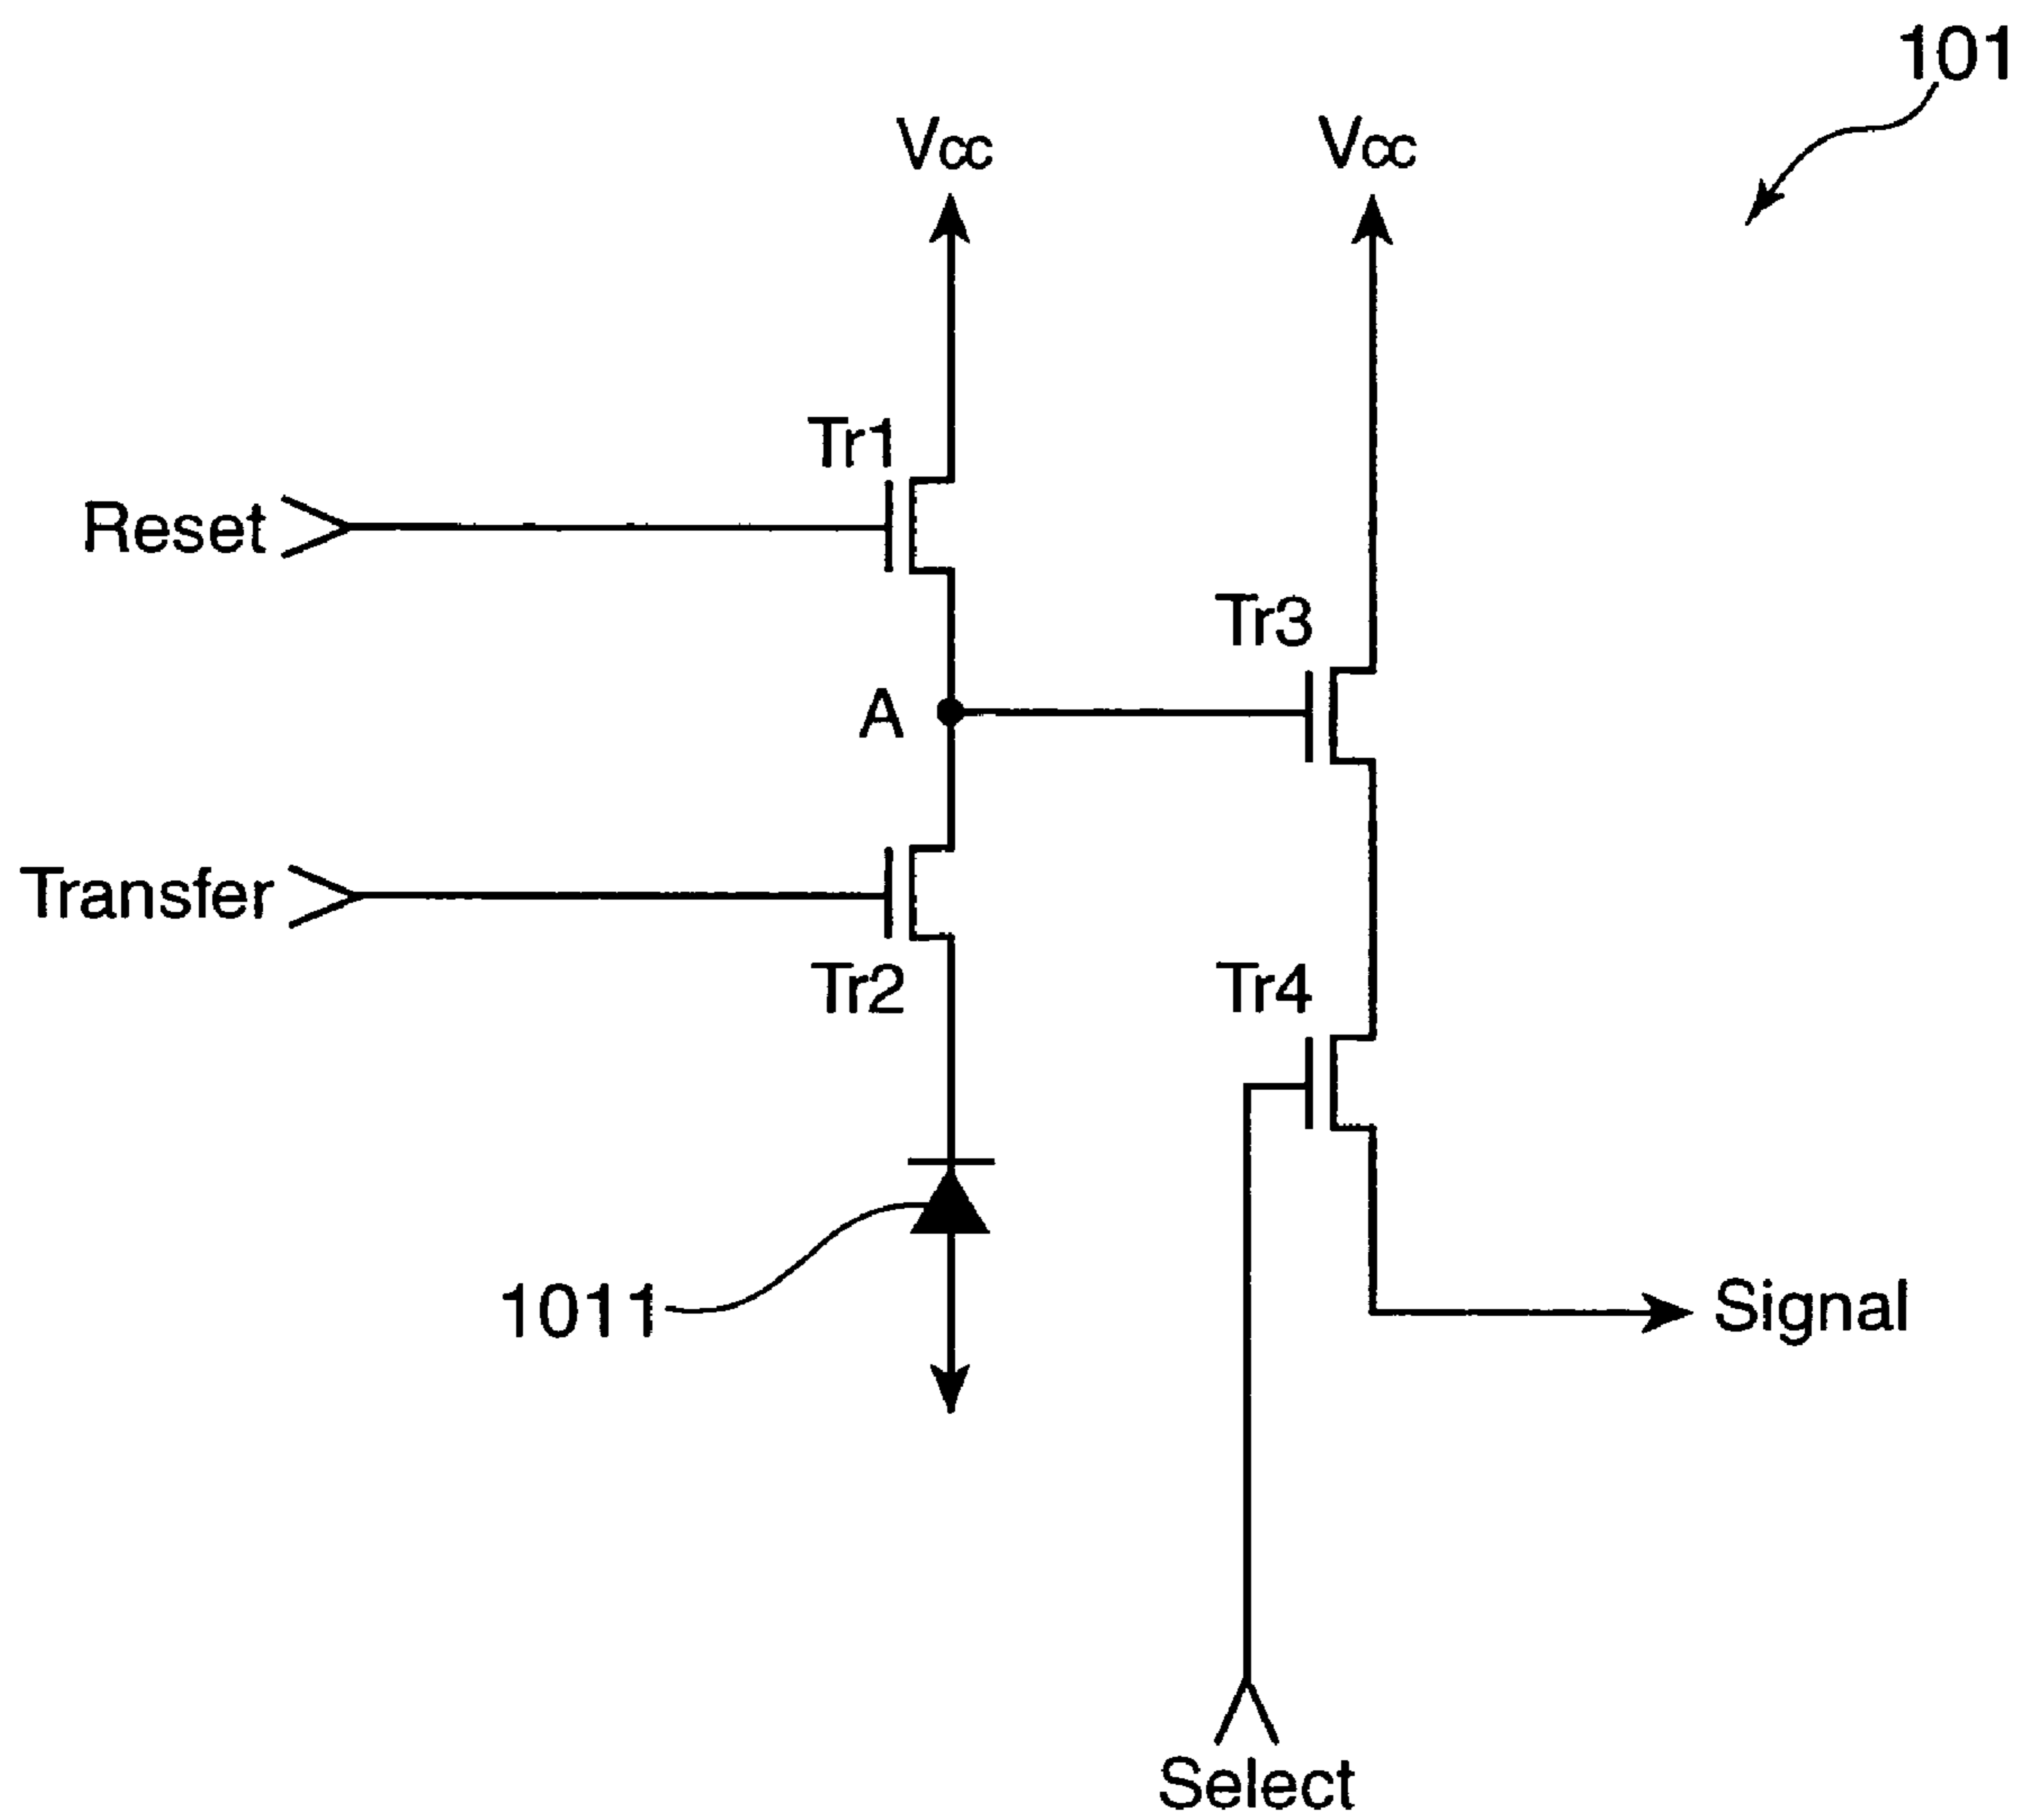 101
Vcc
Vcc
Tr1
Reset
Tr3
A
Transfer
Tr2
Tr4
1011
Signal
Select